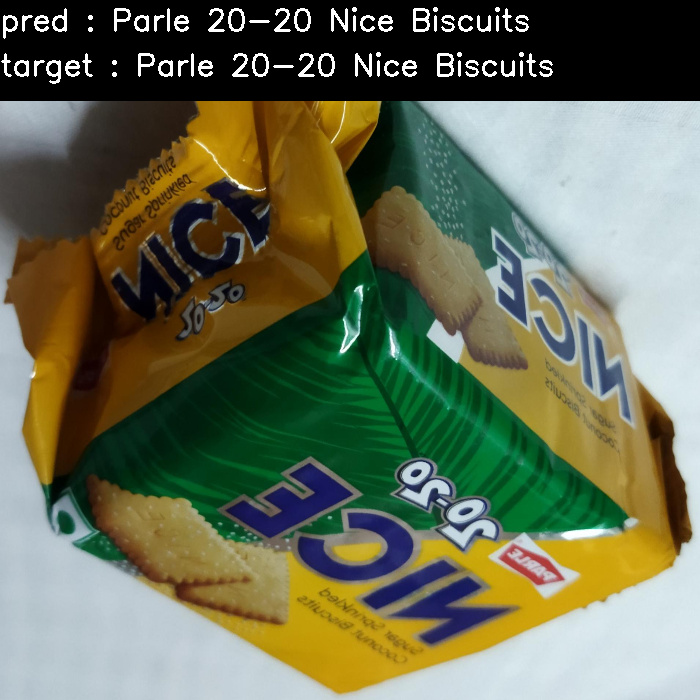 pred : Parle 20-20 Nice Biscuits
target : Parle 20-20 Nice Biscuits
Coconut Biscuits
Sugar Sprinkled
NICE
20-20
NICE
Sugar Sprinkled
Coconut Biscuits
20-20
PARLE
NICE
Sugar Sprinkled
Coconut Biscuits